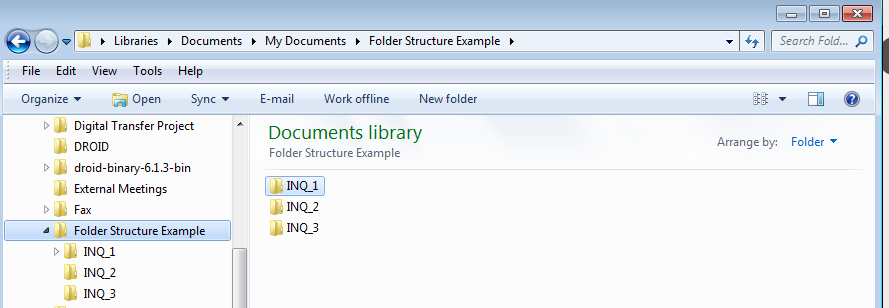 Libraries Documents My Documents Folder Structure Example
Search Fold...
File Edit View Tools Help
Organize Open Sync E-mail Work offline New folder
Digital Transfer Project
DROID
droid-binary-6.1.3-bin
External Meetings
Fax
Folder Structure Example
INQ_1
INQ_2
INQ_3
Documents library
Folder Structure Example
Arrange by: Folder
INQ_1
INQ_2
INQ_3